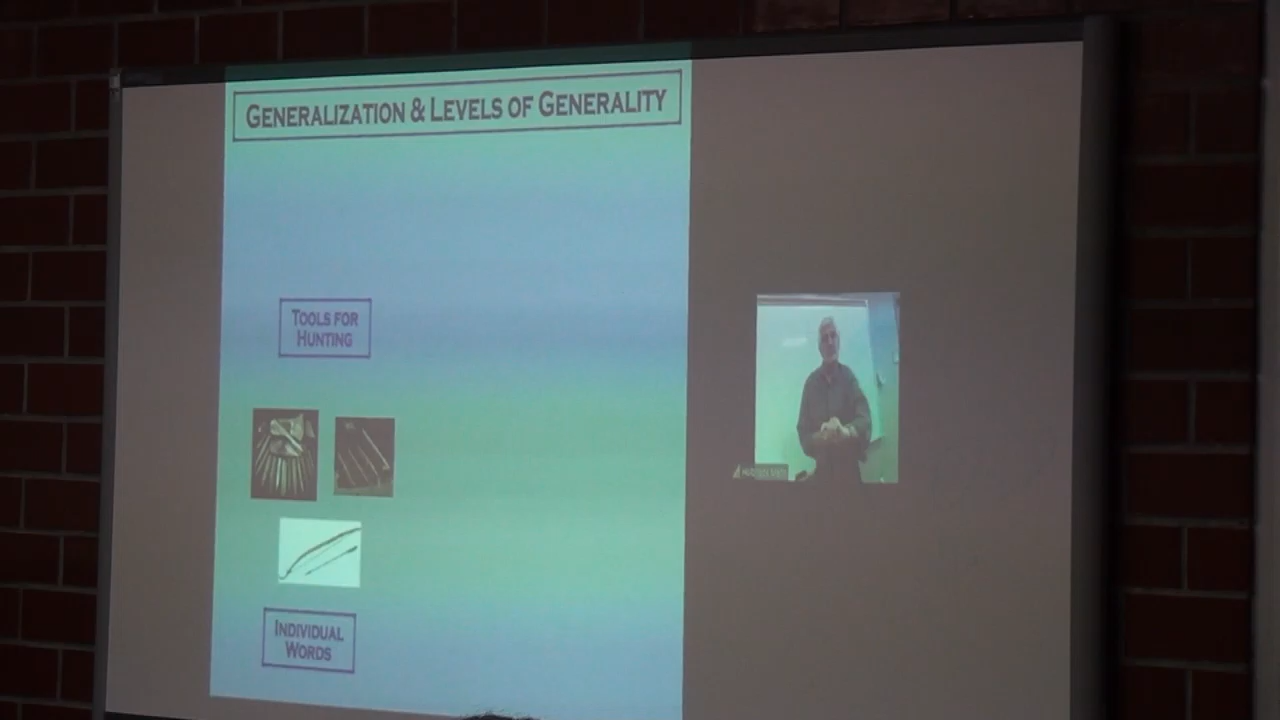 GENERALIZATION & LEVELS OF GENERALITY
TOOLS FOR
HUNTING
INDIVIDUAL
WORDS